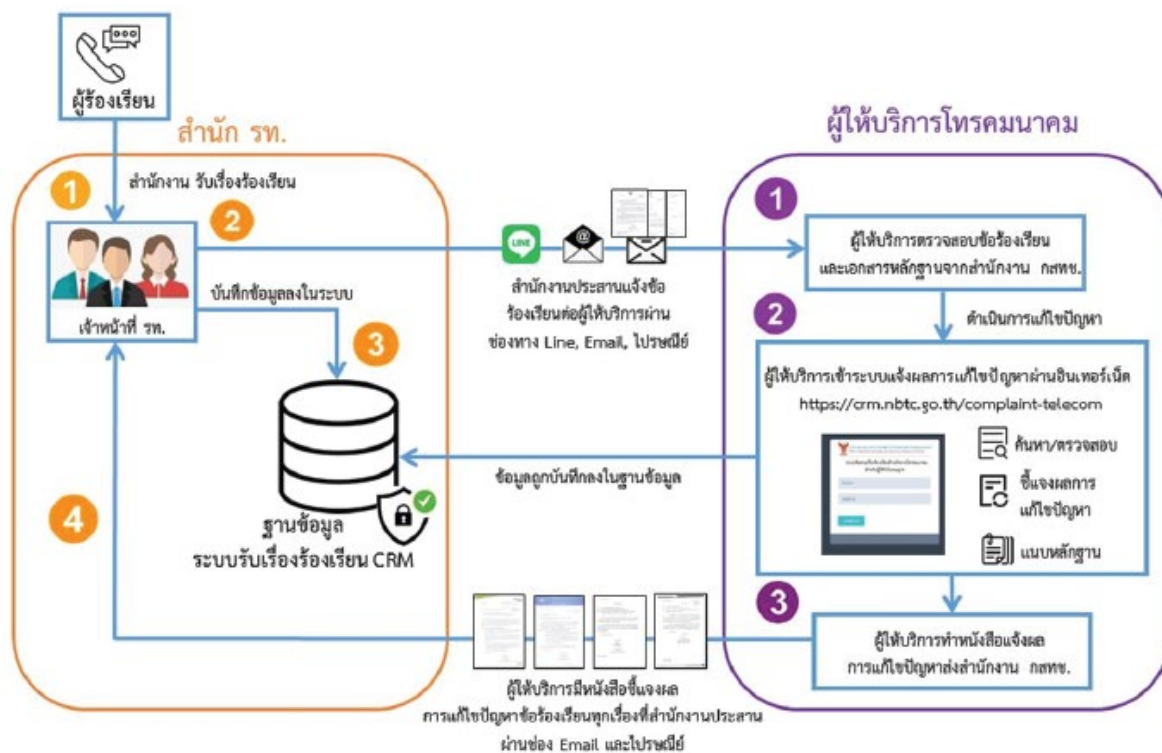 ผู้ร้องเรียน
สำนัก รท.
ผู้ให้บริการโทรคมนาคม
1
สำนักงาน รับเรื่องร้องเรียน
2
เจ้าหน้าที่ รท.
บันทึกข้อมูลลงในระบบ
3
LINE
@
สำนักงานประสานแจ้งข้อ
ร้องเรียนต่อผู้ให้บริการผ่าน
ช่องทาง Line, Email, ไปรษณีย์
1
ผู้ให้บริการตรวจสอบข้อร้องเรียน
และเอกสารหลักฐานจากสำนักงาน กสทช.
2
ดำเนินการแก้ไขปัญหา
ผู้ให้บริการเข้าระบบแจ้งผลการแก้ไขปัญหาผ่านอินเทอร์เน็ต
https://crm.nbtc.go.th/complaint-telecom
ค้นหา/ตรวจสอบ
ชี้แจงผลการ
แก้ไขปัญหา
แนบหลักฐาน
ข้อมูลถูกบันทึกลงในฐานข้อมูล
4
ฐานข้อมูล
ระบบรับเรื่องร้องเรียน CRM
3
ผู้ให้บริการทำหนังสือแจ้งผล
การแก้ไขปัญหาส่งสำนักงาน กสทช.
ผู้ให้บริการมีหนังสือชี้แจงผล
การแก้ไขปัญหาข้อร้องเรียนทุกเรื่องที่สำนักงานประสาน
ผ่านช่อง Email และไปรษณีย์